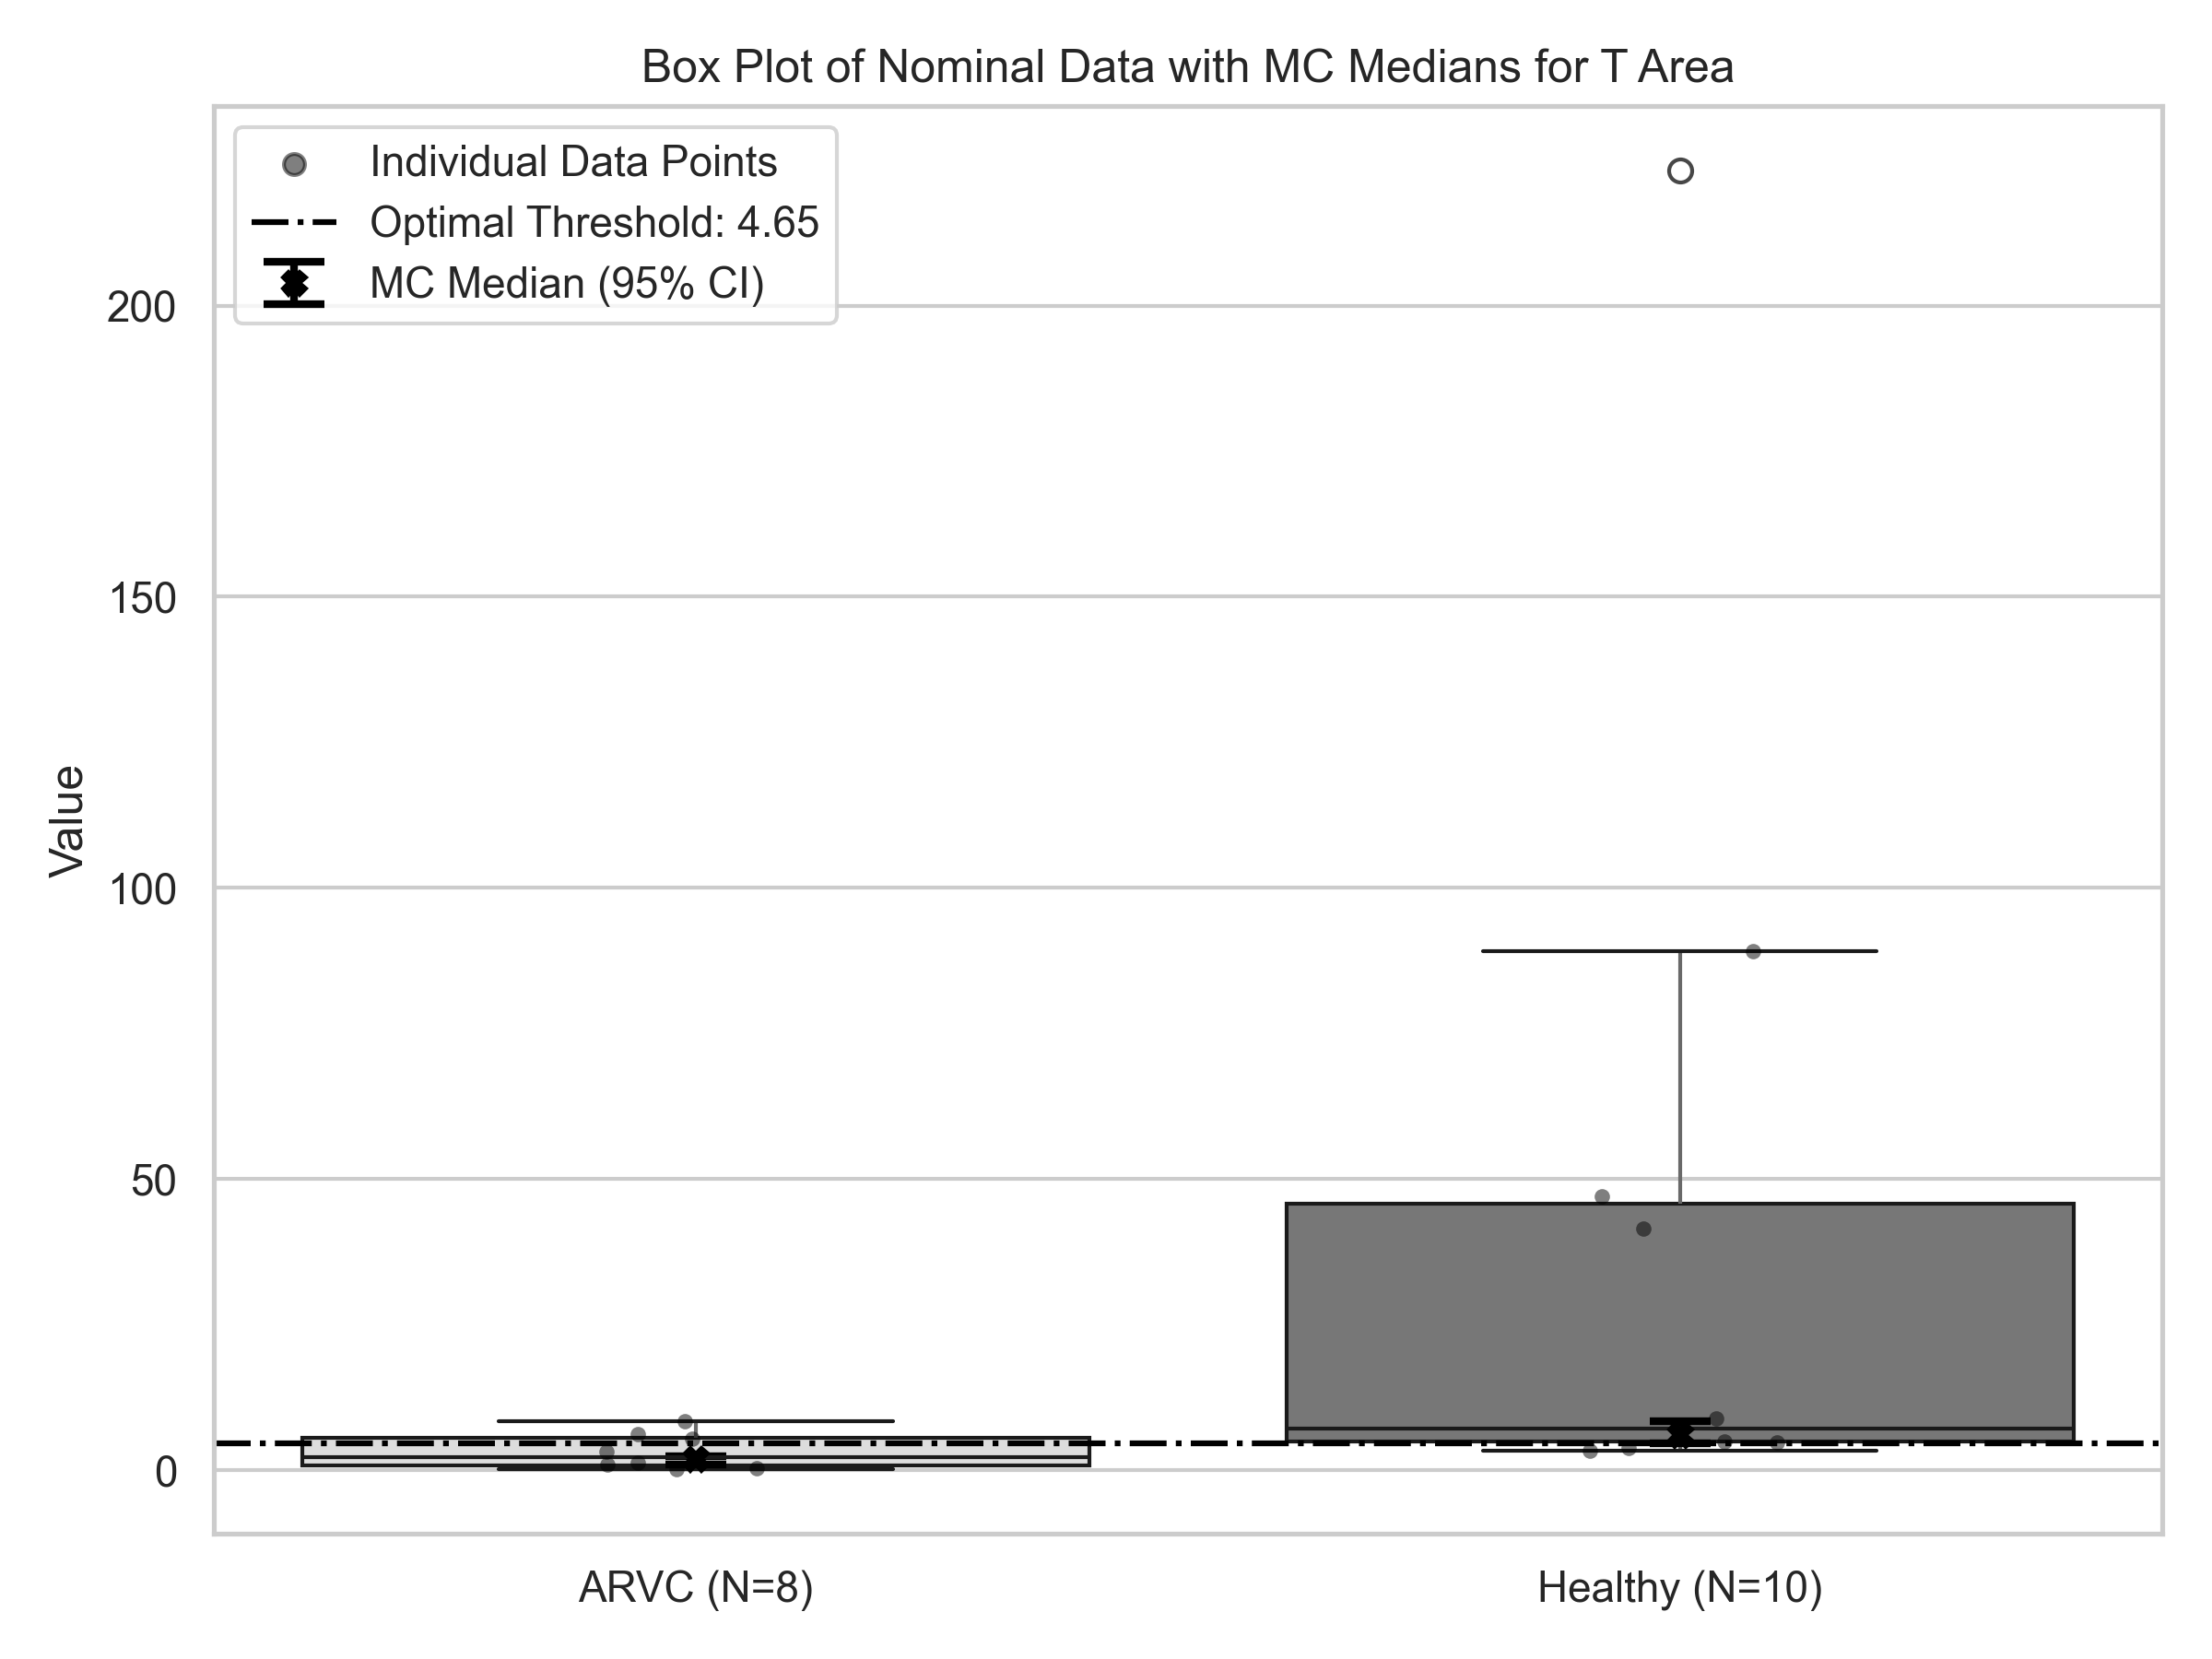 Box Plot of Nominal Data with MC Medians for T Area
Individual Data Points
Optimal Threshold: 4.65
MC Median (95% CI)
200
150
100
50
0
Value
ARVC (N=8)
Healthy (N=10)